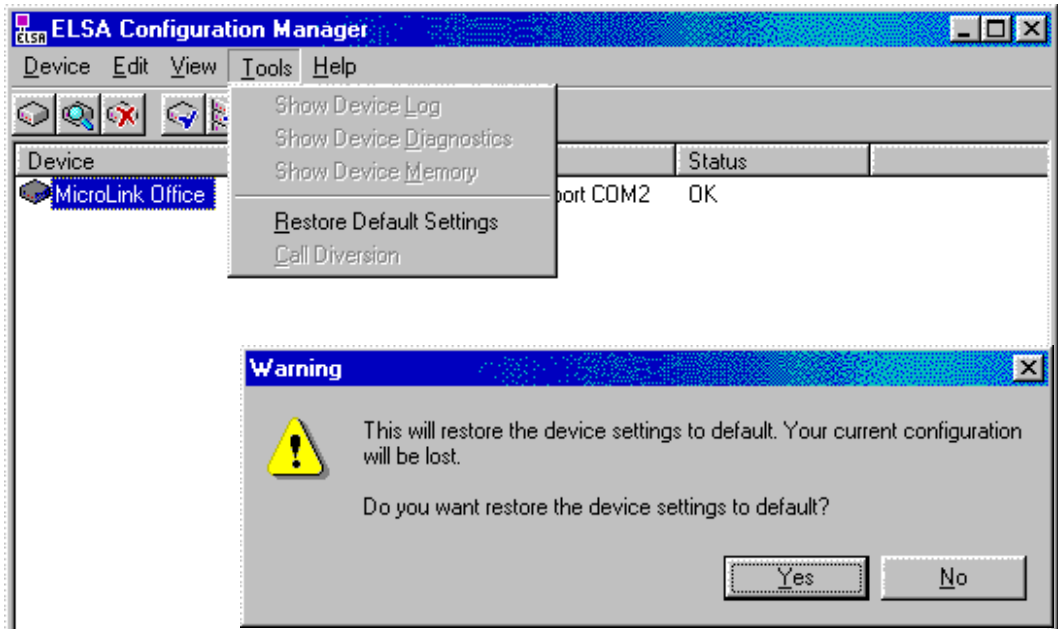 ELSA ELSA Configuration Manager
Device Edit View Tools Help
Show Device Log
Show Device Diagnostics
Show Device Memory
Restore Default Settings
Call Diversion
Device Status
MicroLink Office COM2 OK
Warning
This will restore the device settings to default. Your current configuration
will be lost.
Do you want restore the device settings to default?
Yes No